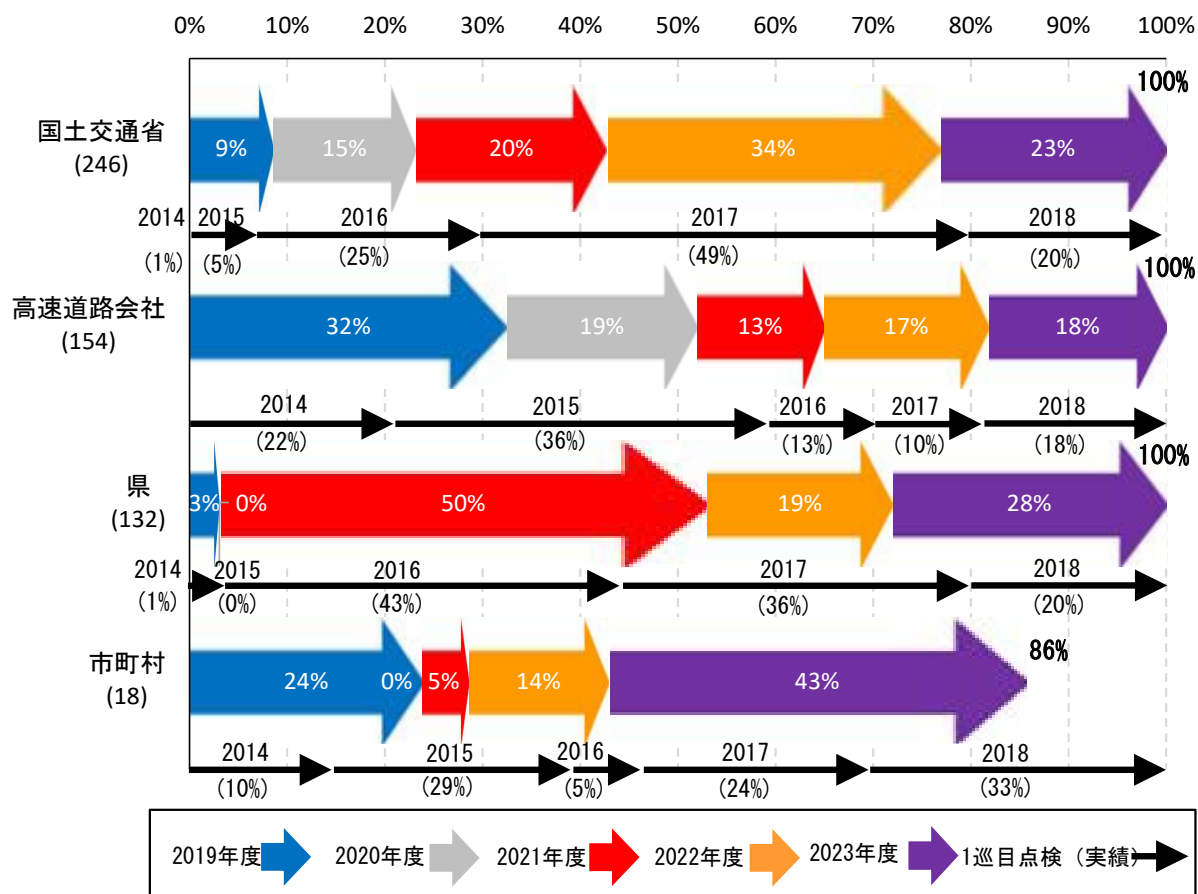 0% 10% 20% 30% 40% 50% 60% 70% 80% 90% 100%
100%
国土交通省
(246)
9% 15% 20% 34% 23%
2014 2015 2016 2017 2018
(1%) (5%) (25%) (49%) (20%)
100%
高速道路会社
(154)
32% 19% 13% 17% 18%
2014 2015 2016 2017 2018
(22%) (36%) (13%) (10%) (18%)
100%
県
(132)
3% 0% 50% 19% 28%
2014 2015 2016 2017 2018
(1%) (0%) (43%) (36%) (20%)
86%
市町村
(18)
24% 0% 5% 14% 43%
2014 2015 2016 2017 2018
(10%) (29%) (5%) (24%) (33%)
2019年度 2020年度 2021年度 2022年度 2023年度 1巡目点検（実績）